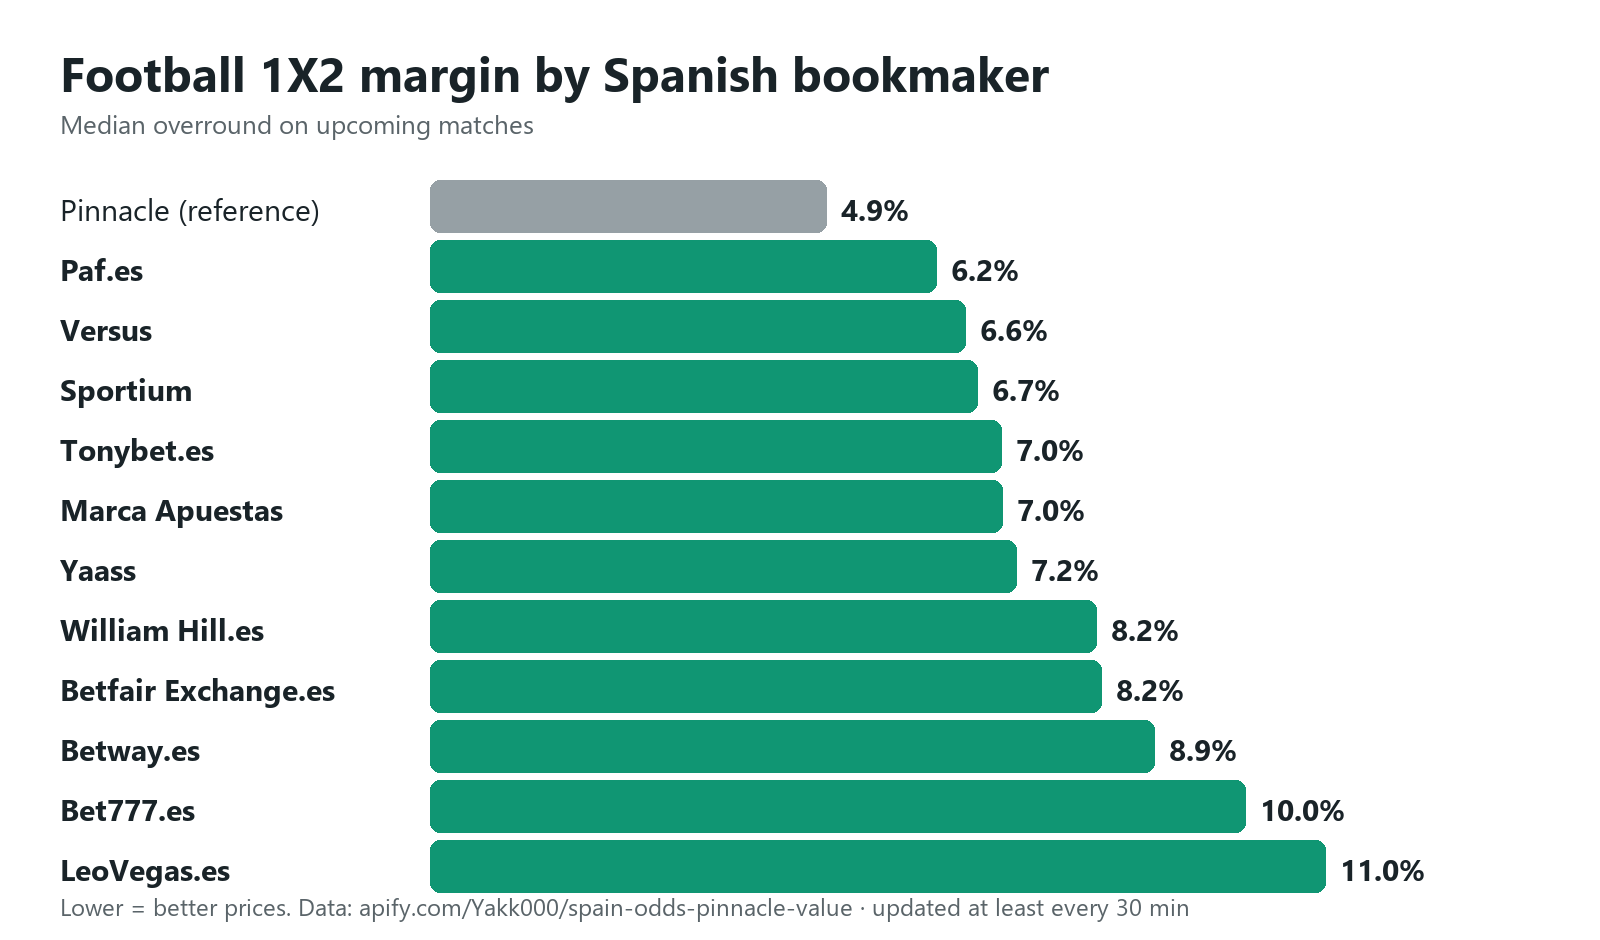 Football 1X2 margin by Spanish bookmaker
Median overround on upcoming matches
Pinnacle (reference) 4.9%
Paf.es 6.2%
Versus 6.6%
Sportium 6.7%
Tonybet.es 7.0%
Marca Apuestas 7.0%
Yaass 7.2%
William Hill.es 8.2%
Betfair Exchange.es 8.2%
Betway.es 8.9%
Bet777.es 10.0%
LeoVegas.es 11.0%
Lower = better prices. Data: apify.com/Yakk000/spain-odds-pinnacle-value · updated at least every 30 min